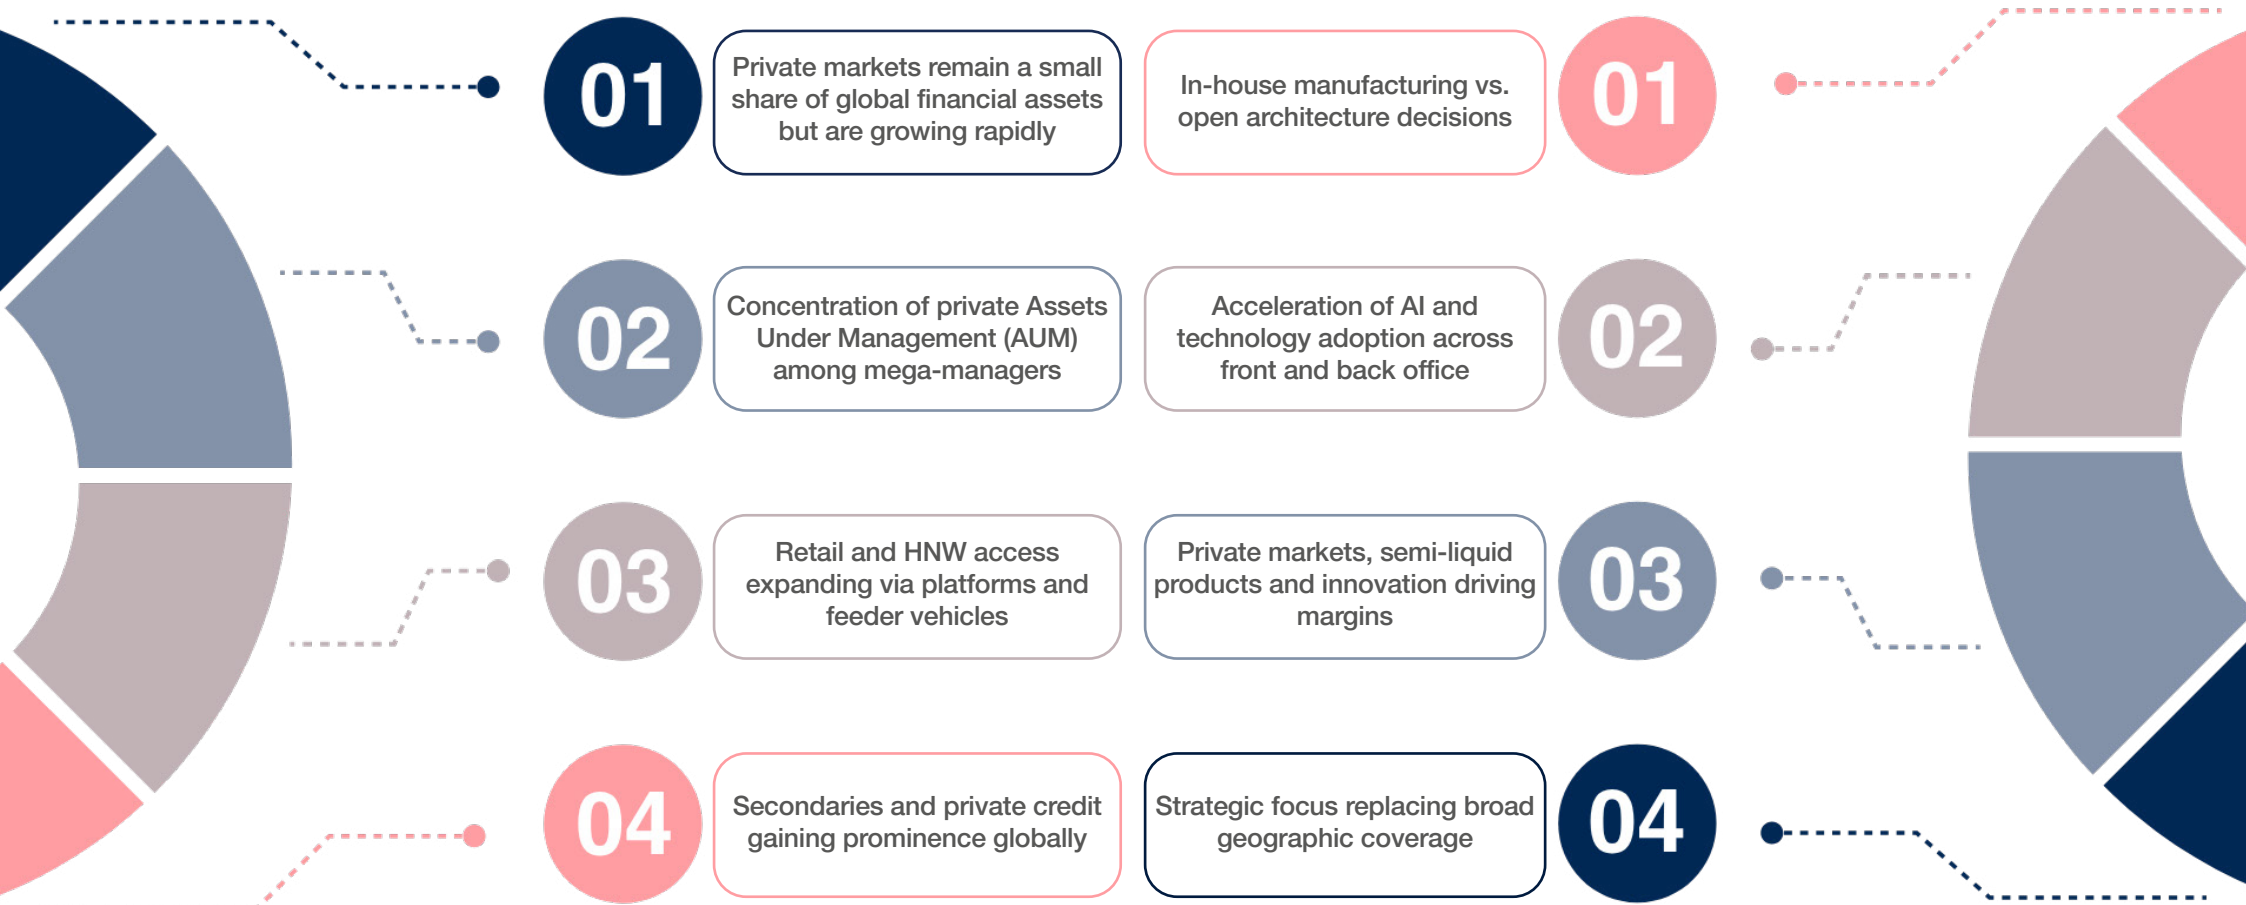 01
Private markets remain a small
share of global financial assets
but are growing rapidly
In-house manufacturing vs.
open architecture decisions
01
02
Concentration of private Assets
Under Management (AUM)
among mega-managers
Acceleration of AI and
technology adoption across
front and back office
02
03
Retail and HNW access
expanding via platforms and
feeder vehicles
Private markets, semi-liquid
products and innovation driving
margins
03
04
Secondaries and private credit
gaining prominence globally
Strategic focus replacing broad
geographic coverage
04